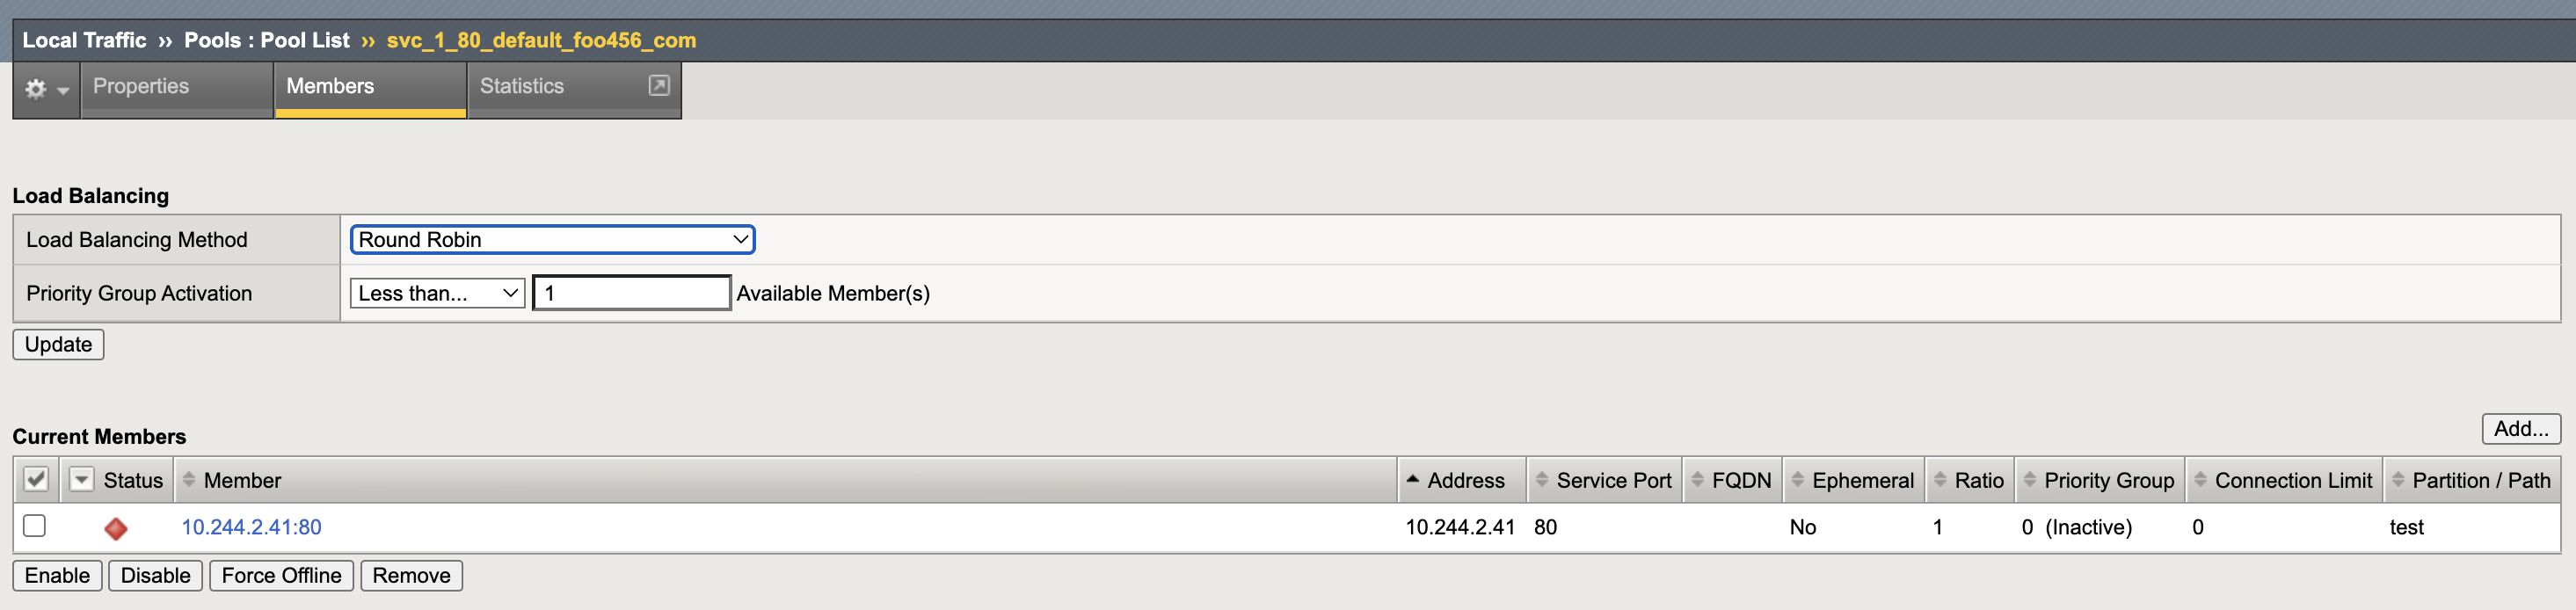 Local Traffic ›› Pools : Pool List ›› svc_1_80_default_foo456_com
Properties Members Statistics
Load Balancing
Load Balancing Method Round Robin
Priority Group Activation Less than... 1 Available Member(s)
Update
Add...
Current Members
Status Member Address Service Port FQDN Ephemeral Ratio Priority Group Connection Limit Partition / Path
10.244.2.41:80 10.244.2.41 80 No 1 0 (Inactive) 0 test
Enable Disable Force Offline Remove